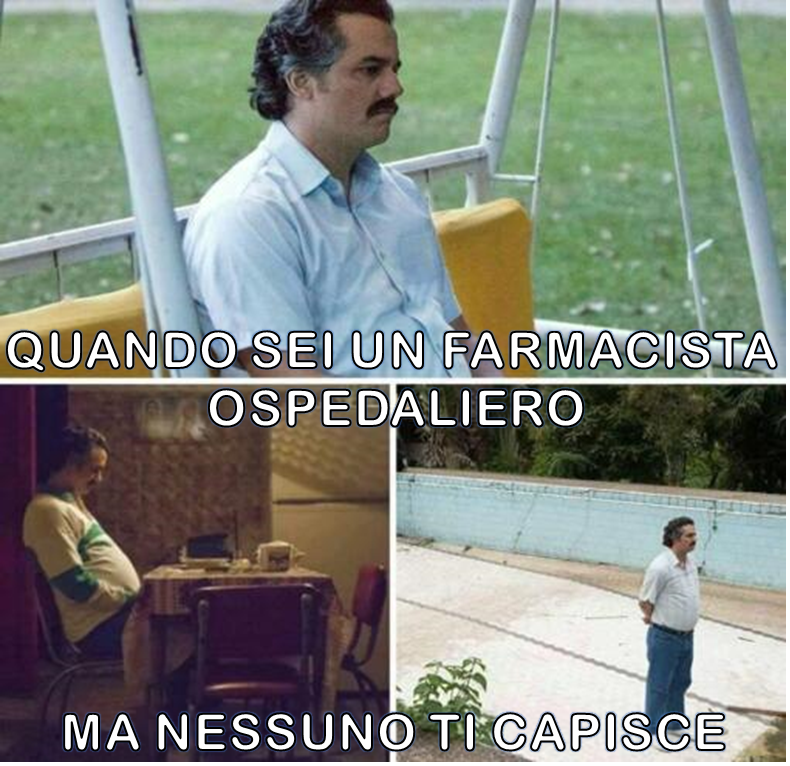 QUANDO SEI UN FARMACISTA
OSPEDALIERO
MA NESSUNO TI CAPISCE